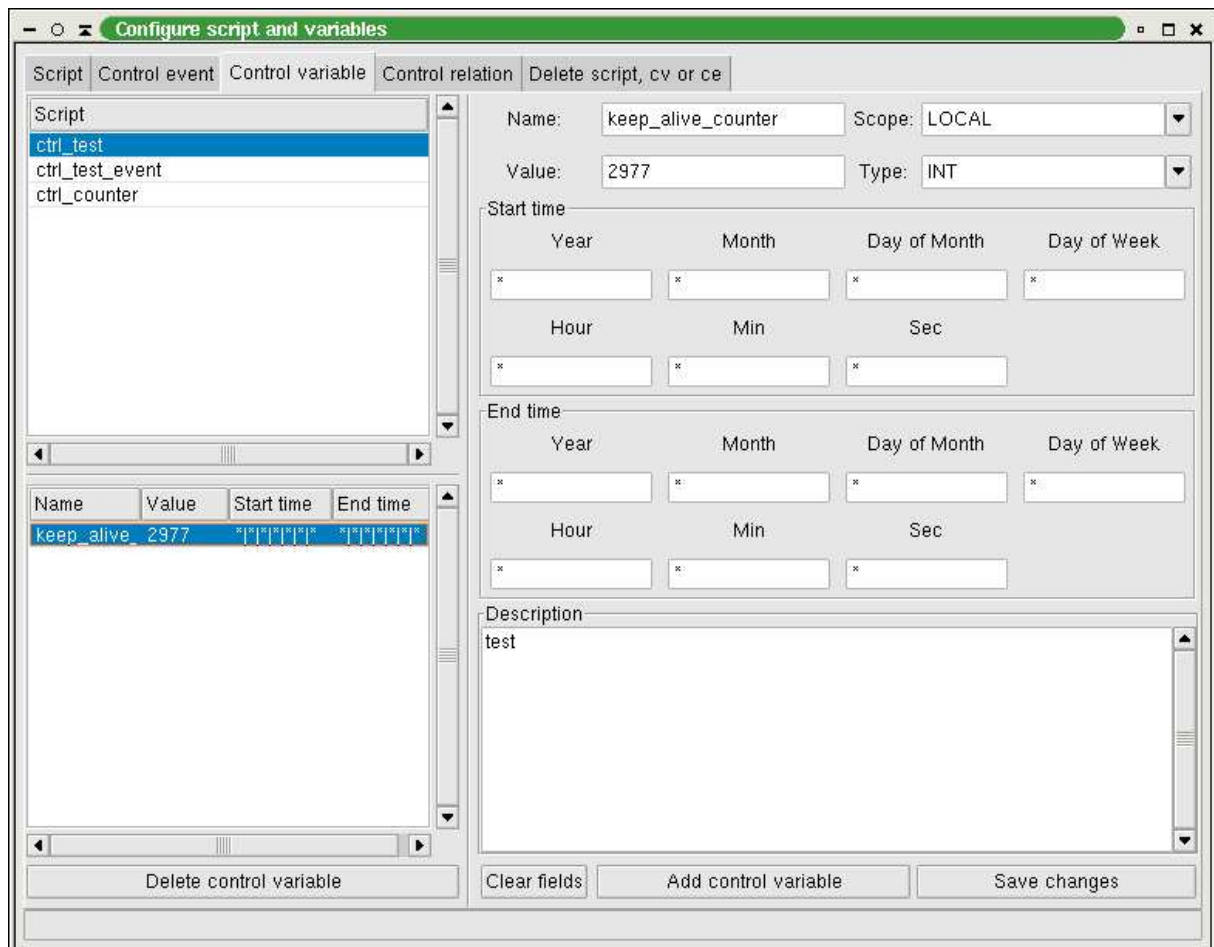 Configure script and variables
Script Control event Control variable Control relation Delete script, cv or ce
Script
ctrl_test
ctrl_test_event
ctrl_counter
Name Value Start time End time
keep_alive_ 2977 *|*|*|*|*|*|* *|*|*|*|*|*|*
Delete control variable
Name: keep_alive_counter Scope: LOCAL
Value: 2977 Type: INT
Start time
Year Month Day of Month Day of Week
* * * *
Hour Min Sec
* * *
End time
Year Month Day of Month Day of Week
* * * *
Hour Min Sec
* * *
Description
test
Clear fields Add control variable Save changes